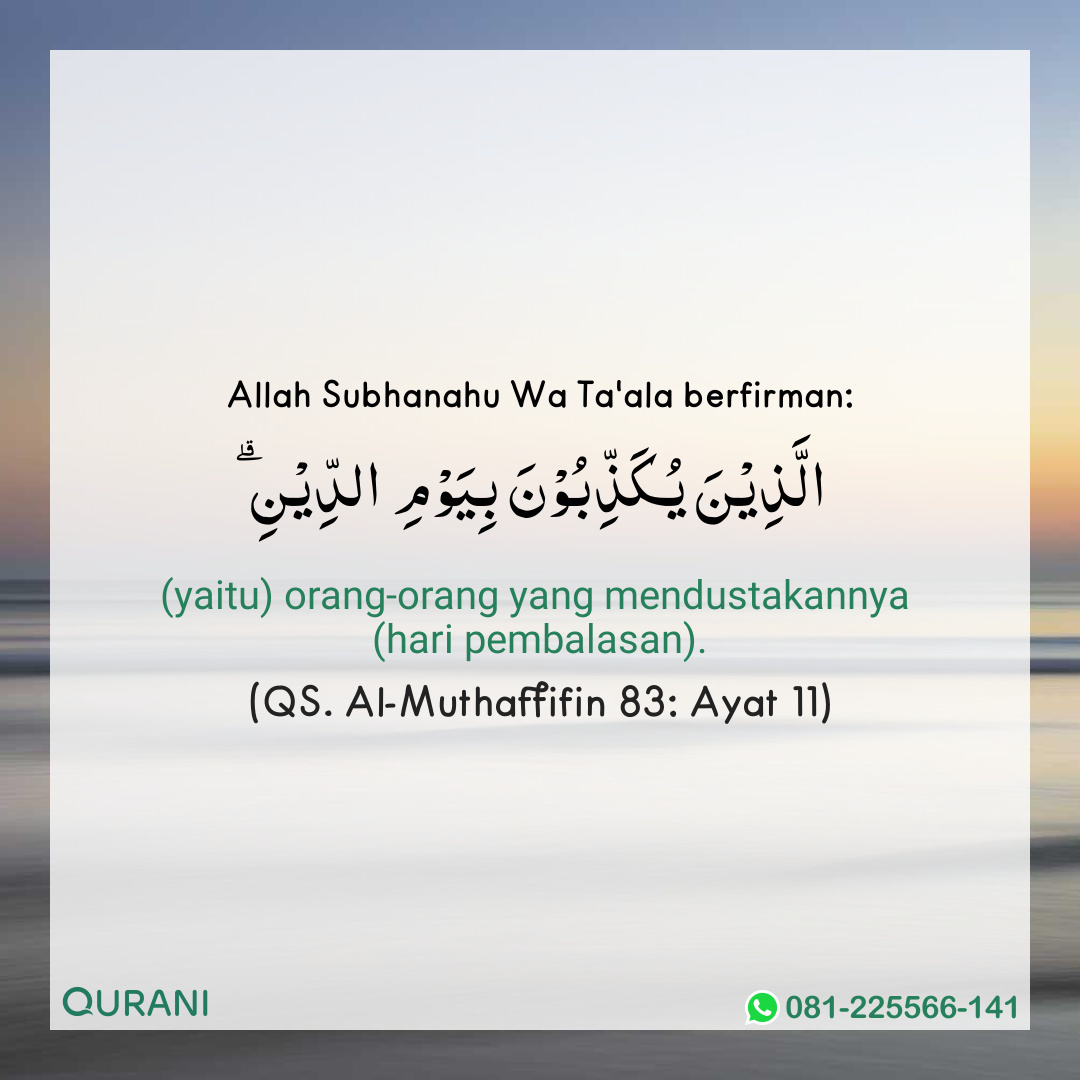 Allah Subhanahu Wa Ta'ala berfirman:
الَّذِيْنَ يُكَذِّبُوْنَ بِيَوْمِ الدِّيْنِۗ
(yaitu) orang-orang yang mendustakannya
(hari pembalasan).
(QS. Al-Muthaffifin 83: Ayat 11)
QURANI
081-225566-141